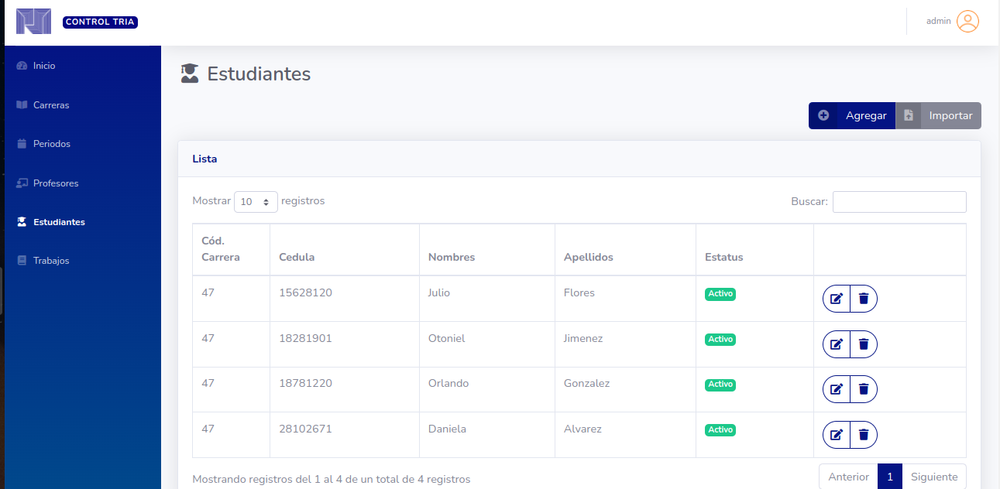 CONTROL TRIA
admin
Inicio
Carreras
Periodos
Profesores
Estudiantes
Trabajos
Estudiantes
Agregar Importar
Lista
Mostrar 10 registros Buscar:
Cód. Carrera Cedula Nombres Apellidos Estatus
47 15628120 Julio Flores Activo
47 18281901 Otoniel Jimenez Activo
47 18781220 Orlando Gonzalez Activo
47 28102671 Daniela Alvarez Activo
Mostrando registros del 1 al 4 de un total de 4 registros Anterior 1 Siguiente